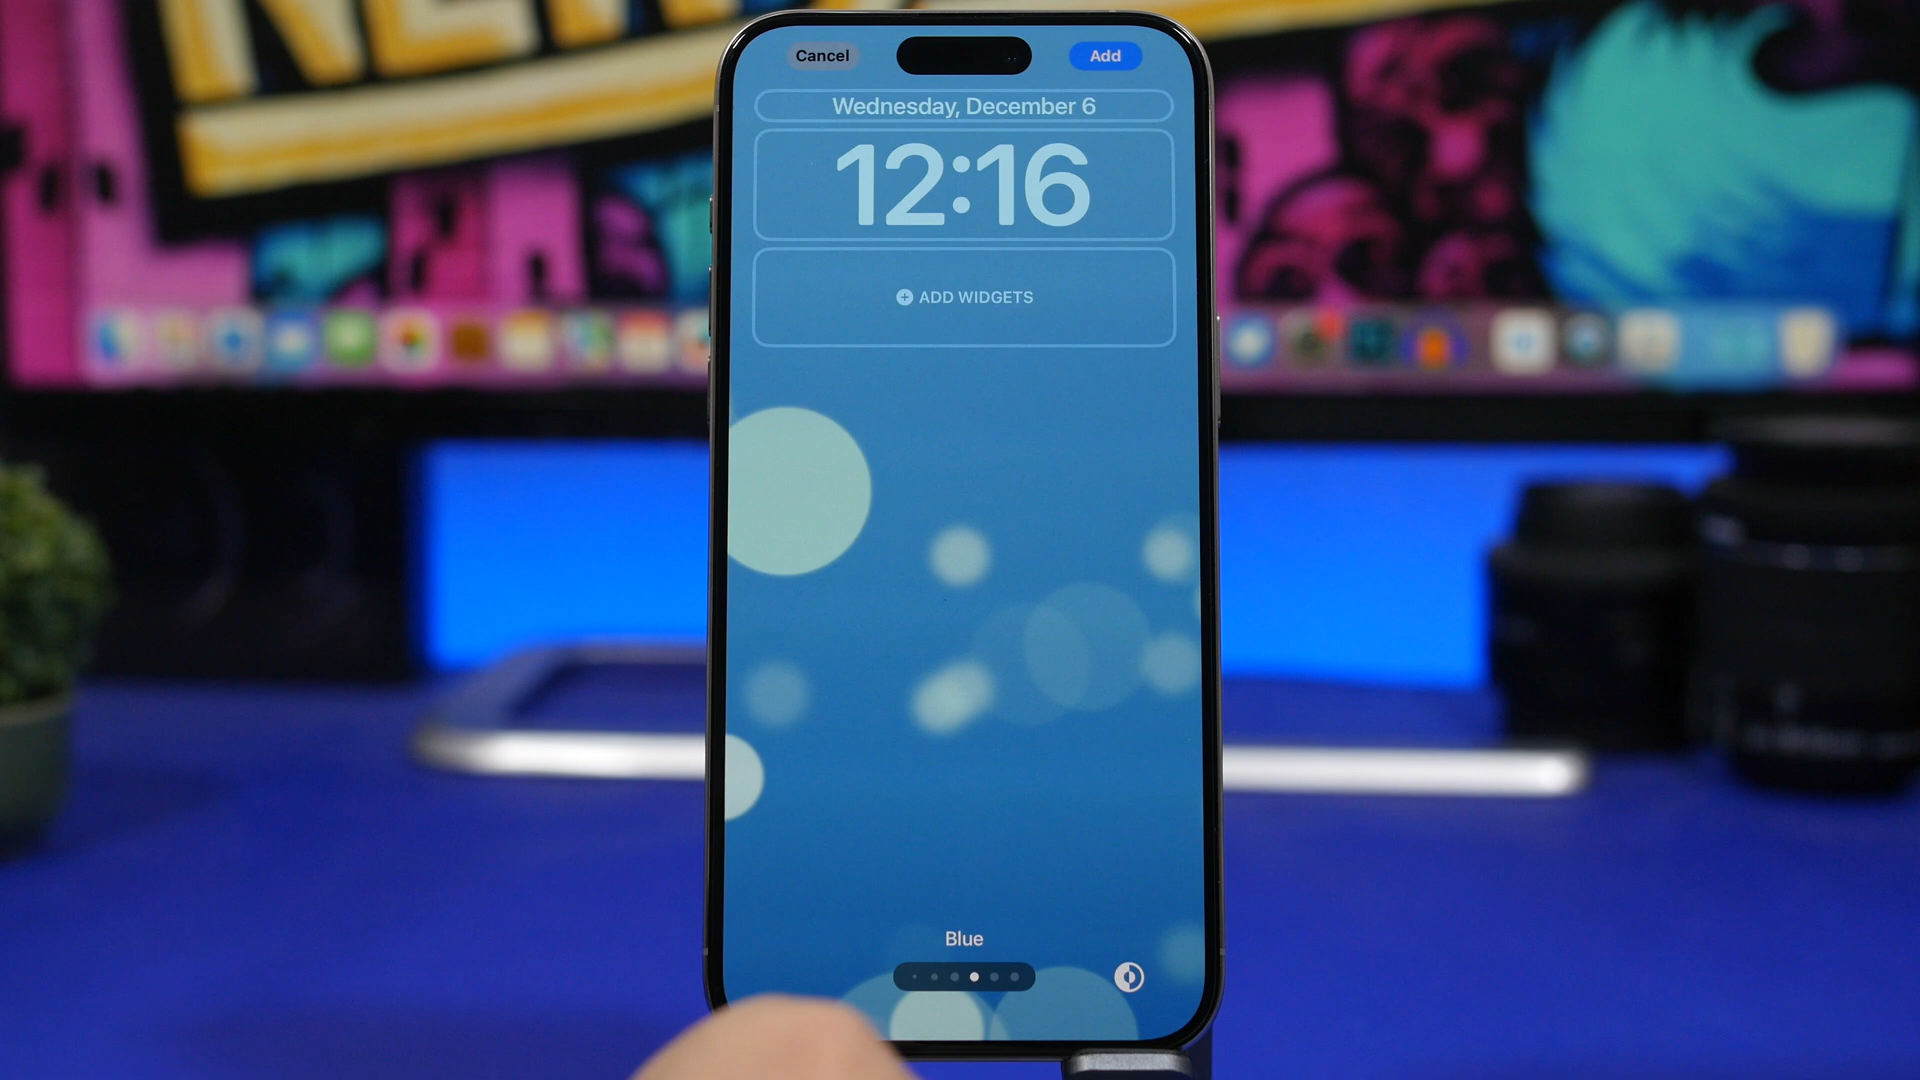 Cancel
Add
Wednesday, December 6
12:16
ADD WIDGETS
Blue